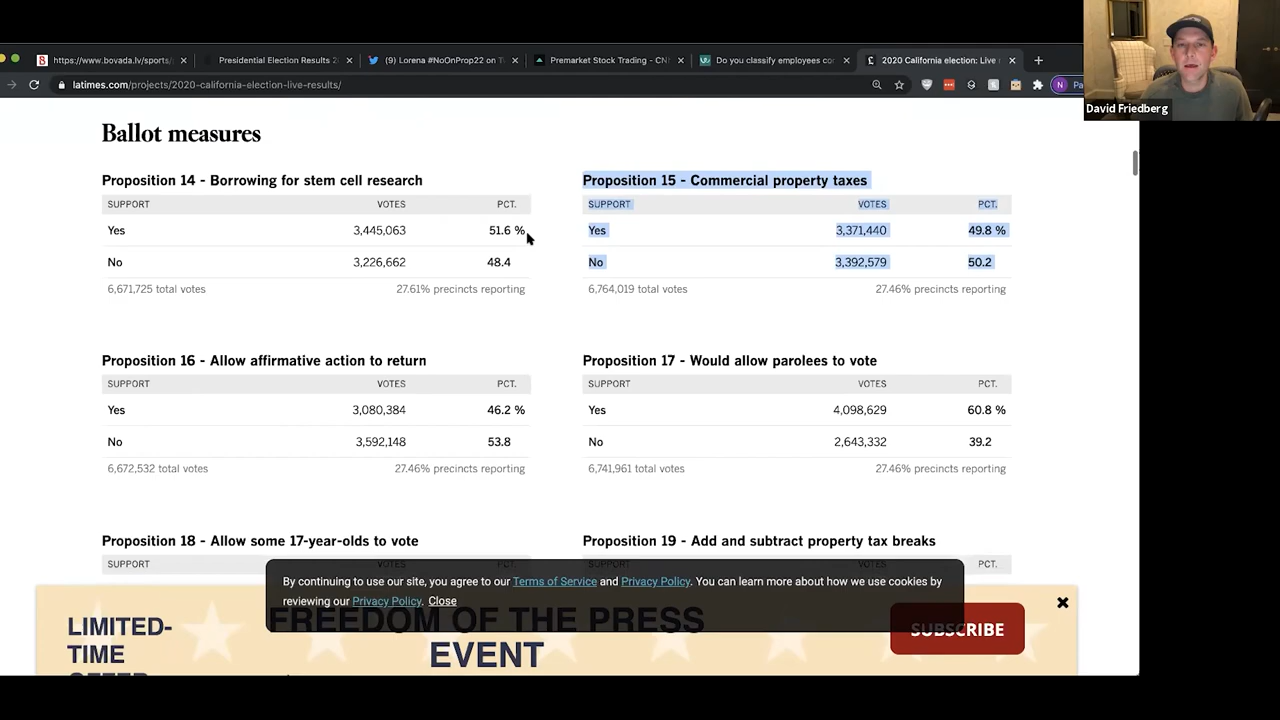 https://www.bovada.lv/sports/
Presidential Election Results 2
(9) Lorena #NoOnProp22 on T
Premarket Stock Trading - CN
Do you classify employees co
2020 California election: Live
latimes.com/projects/2020-california-election-live-results/
N Pa
David Friedberg
Ballot measures
Proposition 14 - Borrowing for stem cell research
SUPPORT VOTES PCT.
Yes 3,445,063 51.6 %
No 3,226,662 48.4
6,671,725 total votes 27.61% precincts reporting
Proposition 15 - Commercial property taxes
SUPPORT VOTES PCT.
Yes 3,371,440 49.8 %
No 3,392,579 50.2
6,764,019 total votes 27.46% precincts reporting
Proposition 16 - Allow affirmative action to return
SUPPORT VOTES PCT.
Yes 3,080,384 46.2 %
No 3,592,148 53.8
6,672,532 total votes 27.46% precincts reporting
Proposition 17 - Would allow parolees to vote
SUPPORT VOTES PCT.
Yes 4,098,629 60.8 %
No 2,643,332 39.2
6,741,961 total votes 27.46% precincts reporting
Proposition 18 - Allow some 17-year-olds to vote
SUPPORT
Proposition 19 - Add and subtract property tax breaks
PCT.
By continuing to use our site, you agree to our Terms of Service and Privacy Policy. You can learn more about how we use cookies by
reviewing our Privacy Policy. Close
LIMITED-
TIME
FREEDOM OF THE PRESS
EVENT
SUBSCRIBE